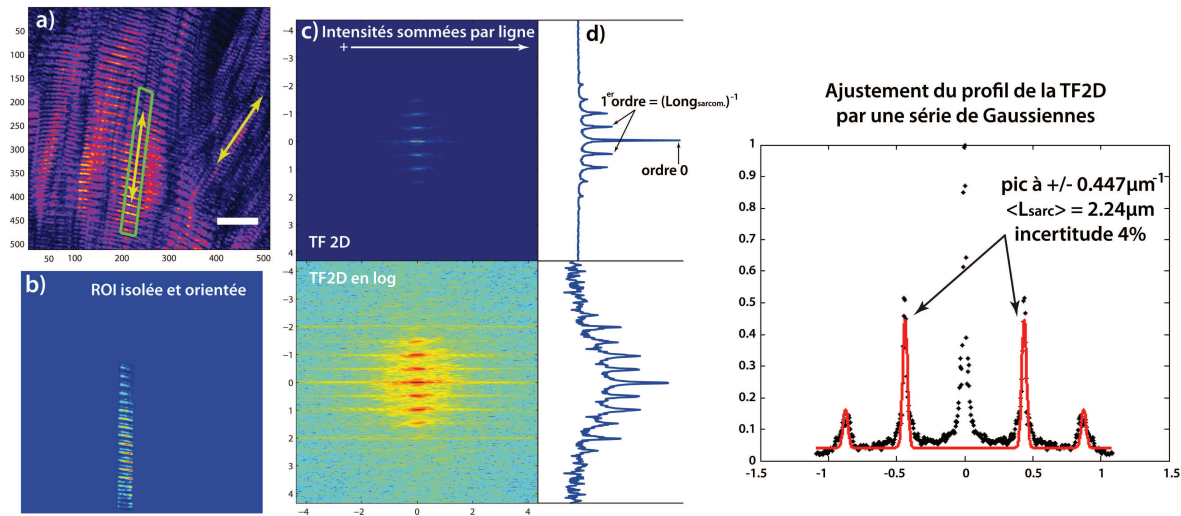 a)
50
100
150
200
250
300
350
400
450
500
50 100 200 300 400 500
b)
ROI isolée et orientée
c) Intensités sommées par ligne
+
-4
-3
-2
-1
0
1
2
3
4
TF 2D
TF2D en log
-4
-3
-2
-1
0
1
2
3
4
-4 -2 0 2 4
d)
1er ordre = (Longsarcom.)-1
ordre 0
Ajustement du profil de la TF2D
par une série de Gaussiennes
pic à +/- 0.447µm-1
<Lsarc> = 2.24µm
incertitude 4%
1
0.9
0.8
0.7
0.6
0.5
0.4
0.3
0.2
0.1
0
-1.5 -1 -0.5 0 0.5 1 1.5